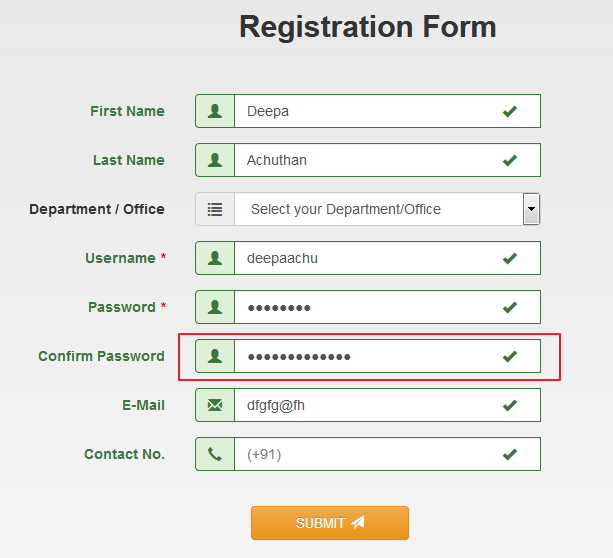 Registration Form
First Name Deepa
Last Name Achuthan
Department / Office Select your Department/Office
Username * deepaachu
Password * ●●●●●●●●
Confirm Password ●●●●●●●●●●●●●
E-Mail dfgfg@fh
Contact No. (+91)
SUBMIT